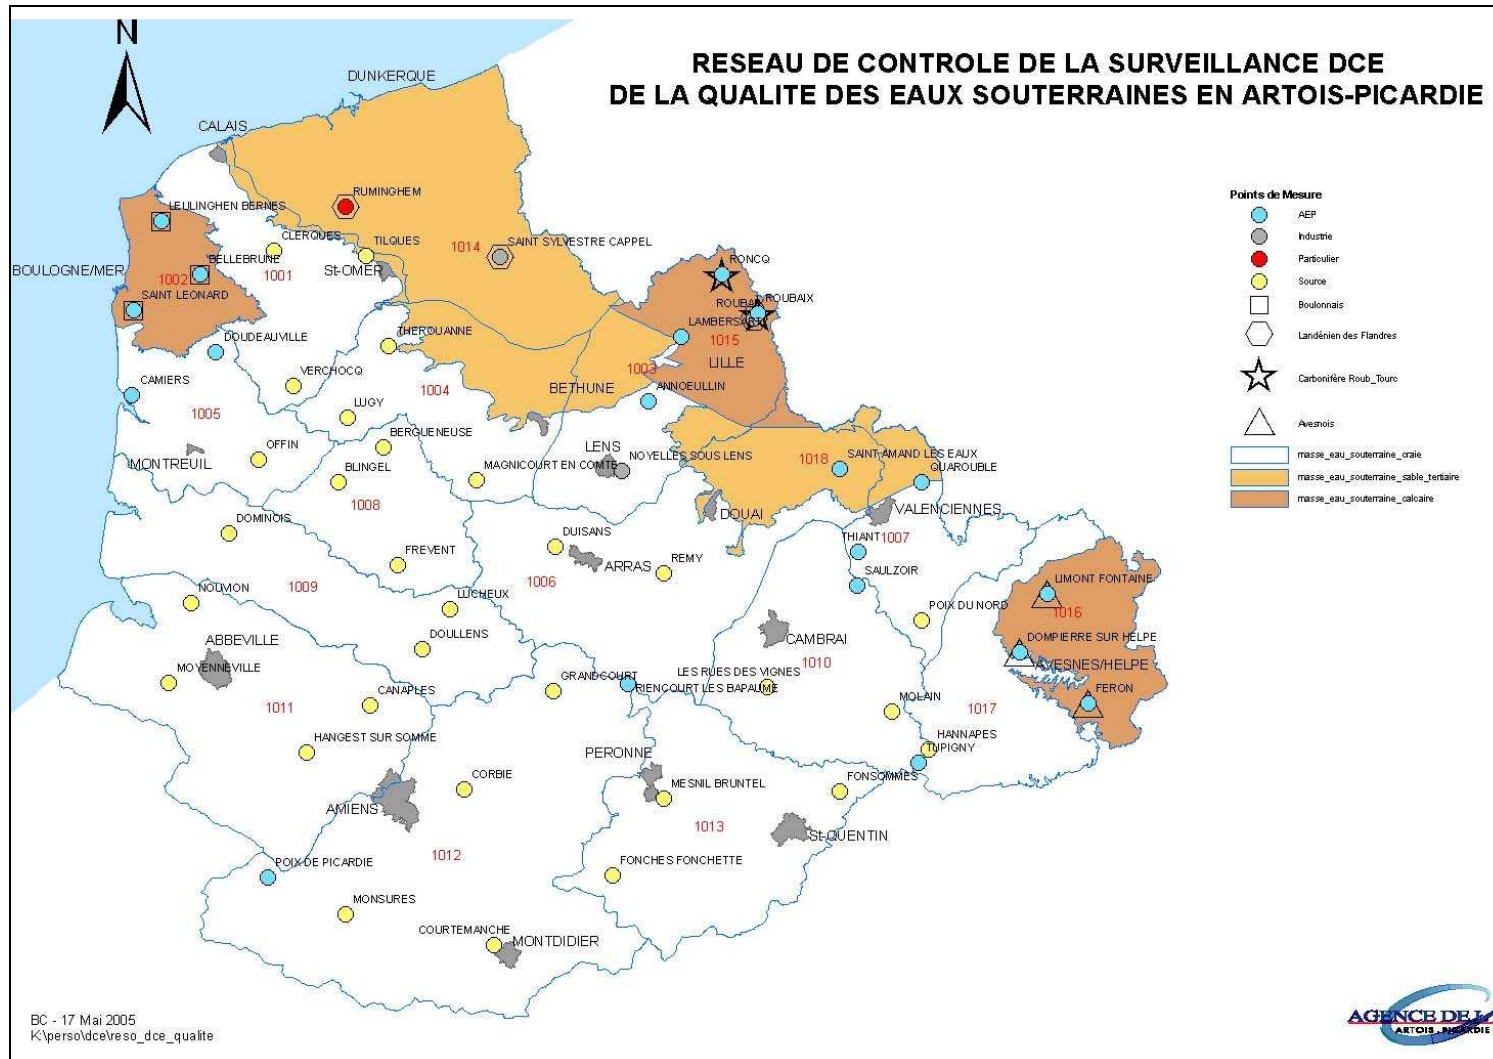 N
RESEAU DE CONTROLE DE LA SURVEILLANCE DCE
DE LA QUALITE DES EAUX SOUTERRAINES EN ARTOIS-PICARDIE
DUNKERQUE
CALAIS
RUMINGHEM
LEULINGHEN BERNES
CLERQUES
TILQUES
1014
SAINT SYLVESTRE CAPPEL
BELLEBRUNE
1001
St-OMER
BOULOGNE/MER
1002
RONCQ
SAINT LEONARD
ROUBAIX
LAMBERSART
1015
DOUDEAUVILLE
THEROUANNE
LILLE
1003
VERCHOCQ
1004
BETHUNE
ANNOEULLIN
CAMIERS
1005
LUGY
BERGUENEUSE
OFFIN
LENS
NOYELLES SOUS LENS
1018
SAINT-AMAND LES EAUX
QUAROUBLE
MONTREUIL
BLINGEL
MAGNICOURT EN COMTE
1008
DOUAI
VALENCIENNES
DOMINOIS
DUISANS
THIANT
1007
FREVENT
ARRAS
REMY
SAULZOIR
1009
1006
LIMONT FONTAINE
1016
NOUVION
LUCHEUX
POIX DU NORD
ABBEVILLE
DOULLENS
CAMBRAI
DOMPIERRE SUR HELPE
AVESNES/HELPE
MOYENNEVILLE
1010
GRANDCOURT
LES RUES DES VIGNES
RIENCOURT LES BAPAUME
FERON
CANAPLES
MOLAIN
1011
1017
HANGEST SUR SOMME
HANNAPES
TUPIGNY
PERONNE
CORBIE
MESNIL BRUNTEL
FONSOMMES
AMIENS
1013
St-QUENTIN
1012
POIX DE PICARDIE
FONCHES FONCHETTE
MONSURES
COURTEMANCHE
MONTDIDIER
Points de Mesure
AEP
Industrie
Particulier
Source
Boulonnais
Landénien des Flandres
Carbonifère Roub_Tourc
Avesnois
masse_eau_souterraine_craie
masse_eau_souterraine_sable_tertiaire
masse_eau_souterraine_calcaire
BC - 17 Mai 2005
K:\perso\dce\reso_dce_qualite
AGENCE DE L
ARTOIS . PICARDIE